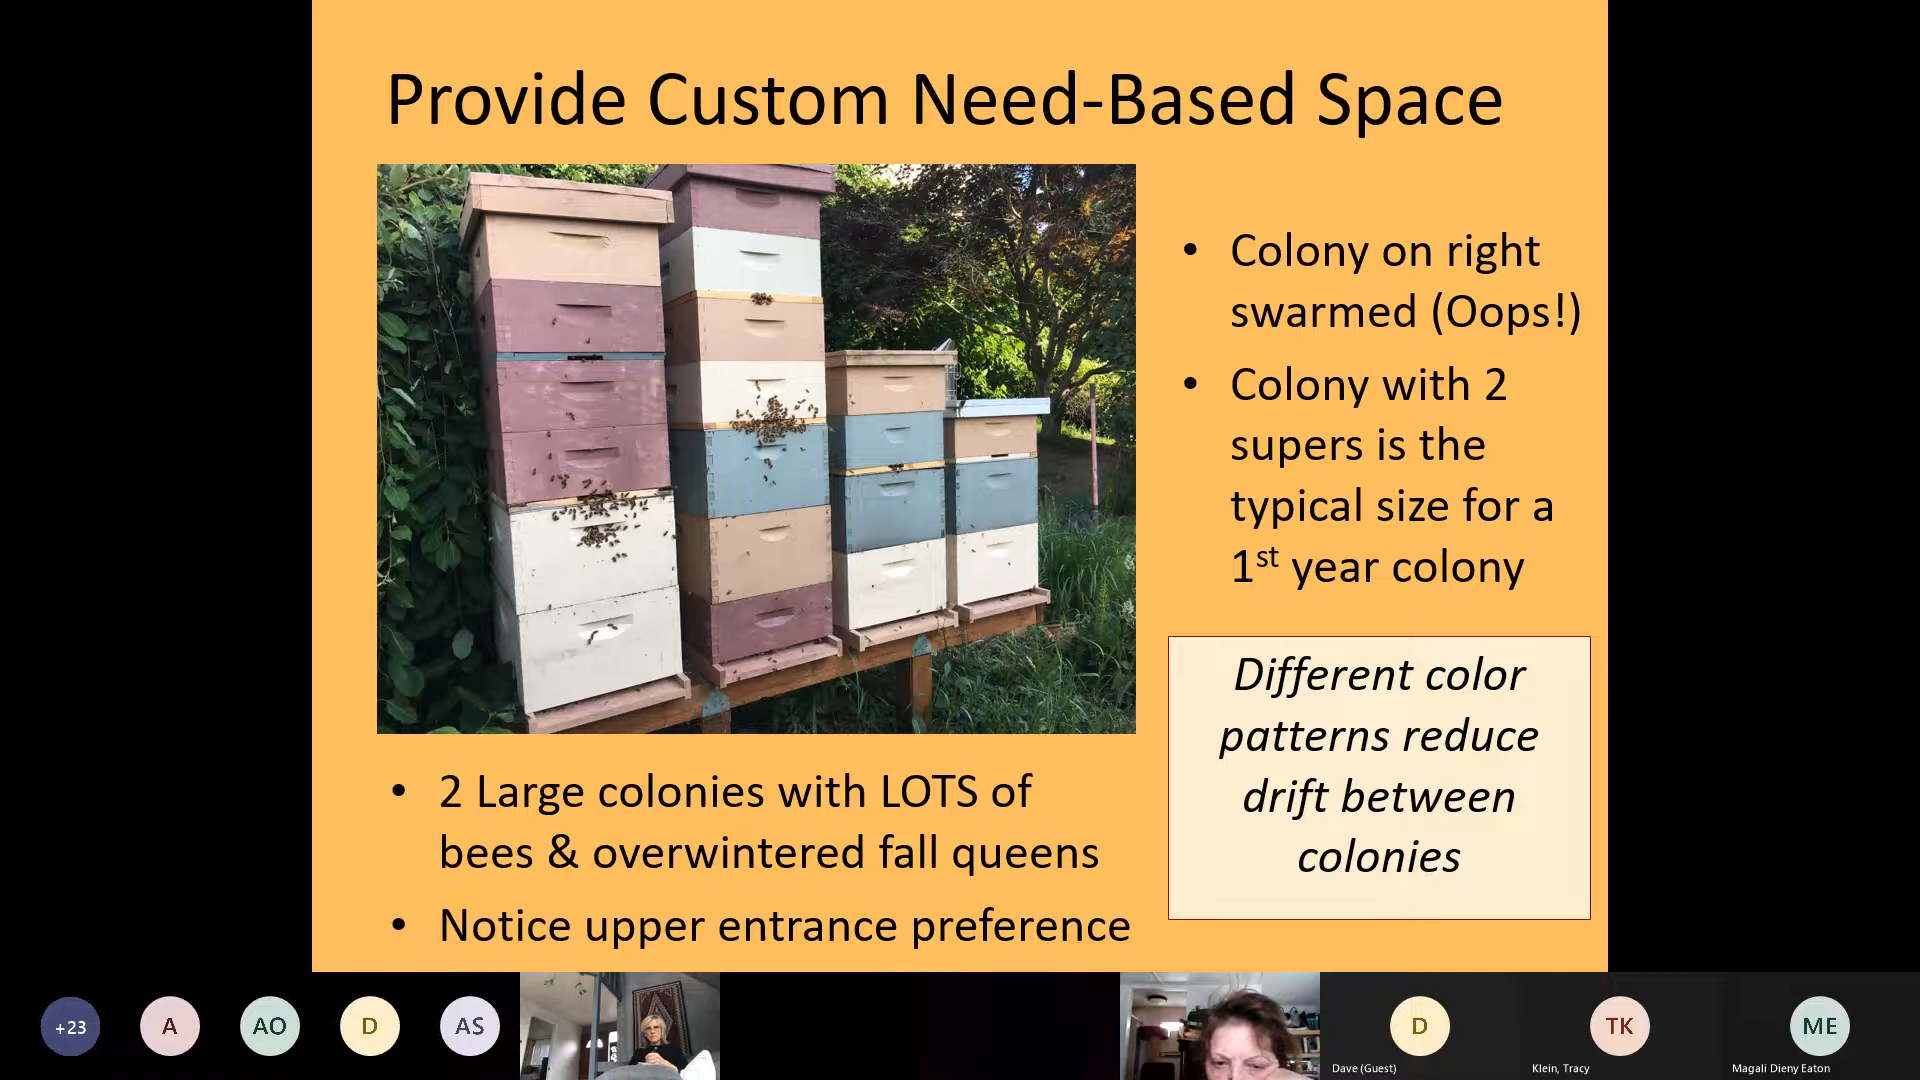 Provide Custom Need-Based Space
• Colony on right
swarmed (Oops!)
• Colony with 2
supers is the
typical size for a
1st year colony
Different color
patterns reduce
drift between
colonies
• 2 Large colonies with LOTS of
bees & overwintered fall queens
• Notice upper entrance preference
+23
A
AO
D
AS
D
Dave (Guest)
TK
Klein, Tracy
ME
Magali Dieny Eaton